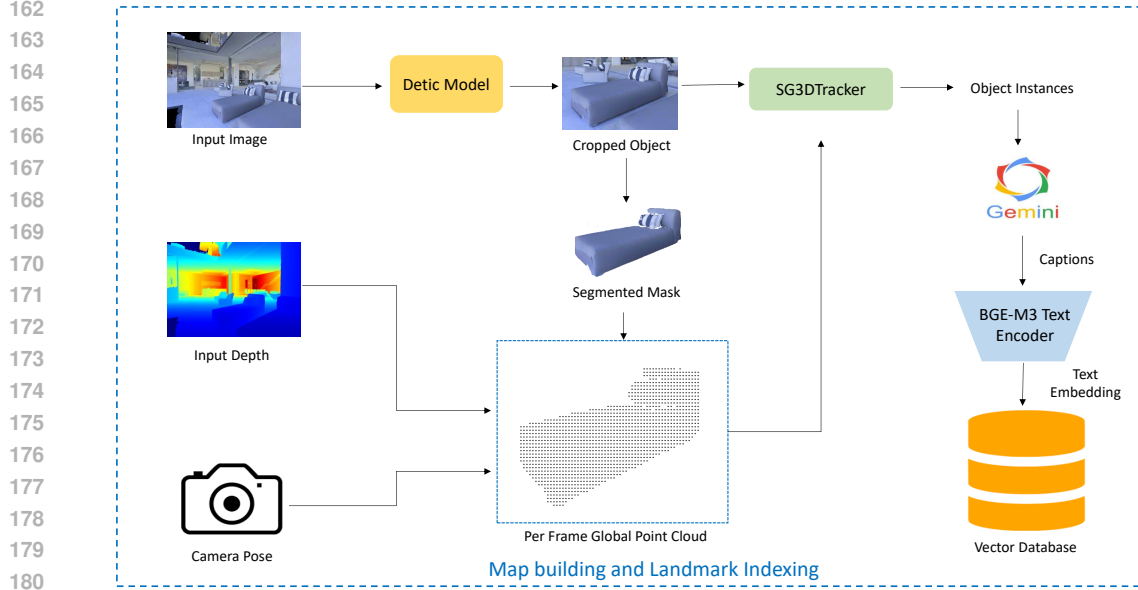 162
163
164
165
166
167
168
169
170
171
172
173
174
175
176
177
178
179
180
Input Image
Detic Model
Cropped Object
SG3DTracker
Object Instances
Gemini
Captions
Segmented Mask
BGE-M3 Text
Encoder
Input Depth
Text
Embedding
Camera Pose
Per Frame Global Point Cloud
Vector Database
Map building and Landmark Indexing